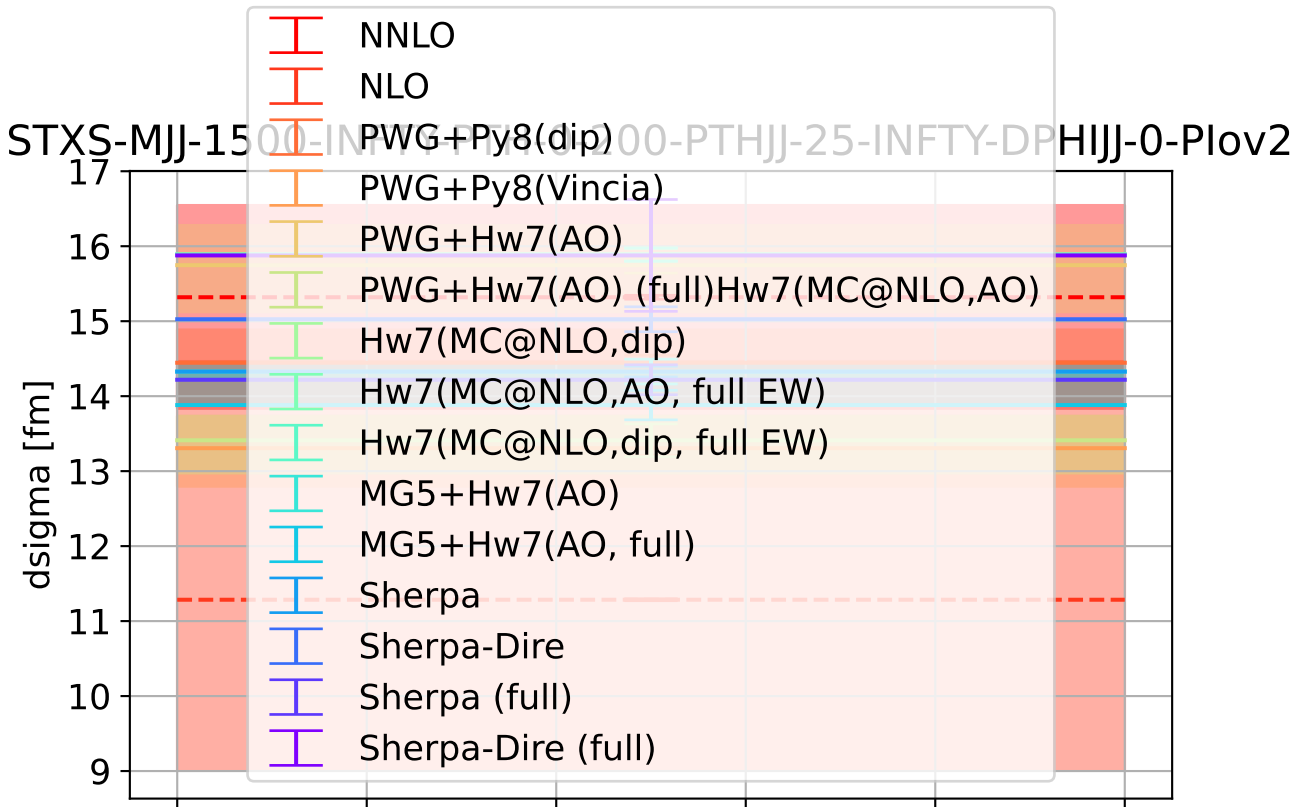 NNLO
NLO
PWG+Py8(dip)
STXS-MJJ-1500-INFTY-PTH-0-200-PTHJJ-25-INFTY-DPHIJJ-0-PIov2
PWG+Py8(Vincia)
PWG+Hw7(AO)
PWG+Hw7(AO) (full)Hw7(MC@NLO,AO)
Hw7(MC@NLO,dip)
Hw7(MC@NLO,AO, full EW)
Hw7(MC@NLO,dip, full EW)
MG5+Hw7(AO)
MG5+Hw7(AO, full)
Sherpa
Sherpa-Dire
Sherpa (full)
Sherpa-Dire (full)
dsigma [fm]
17
16
15
14
13
12
11
10
9